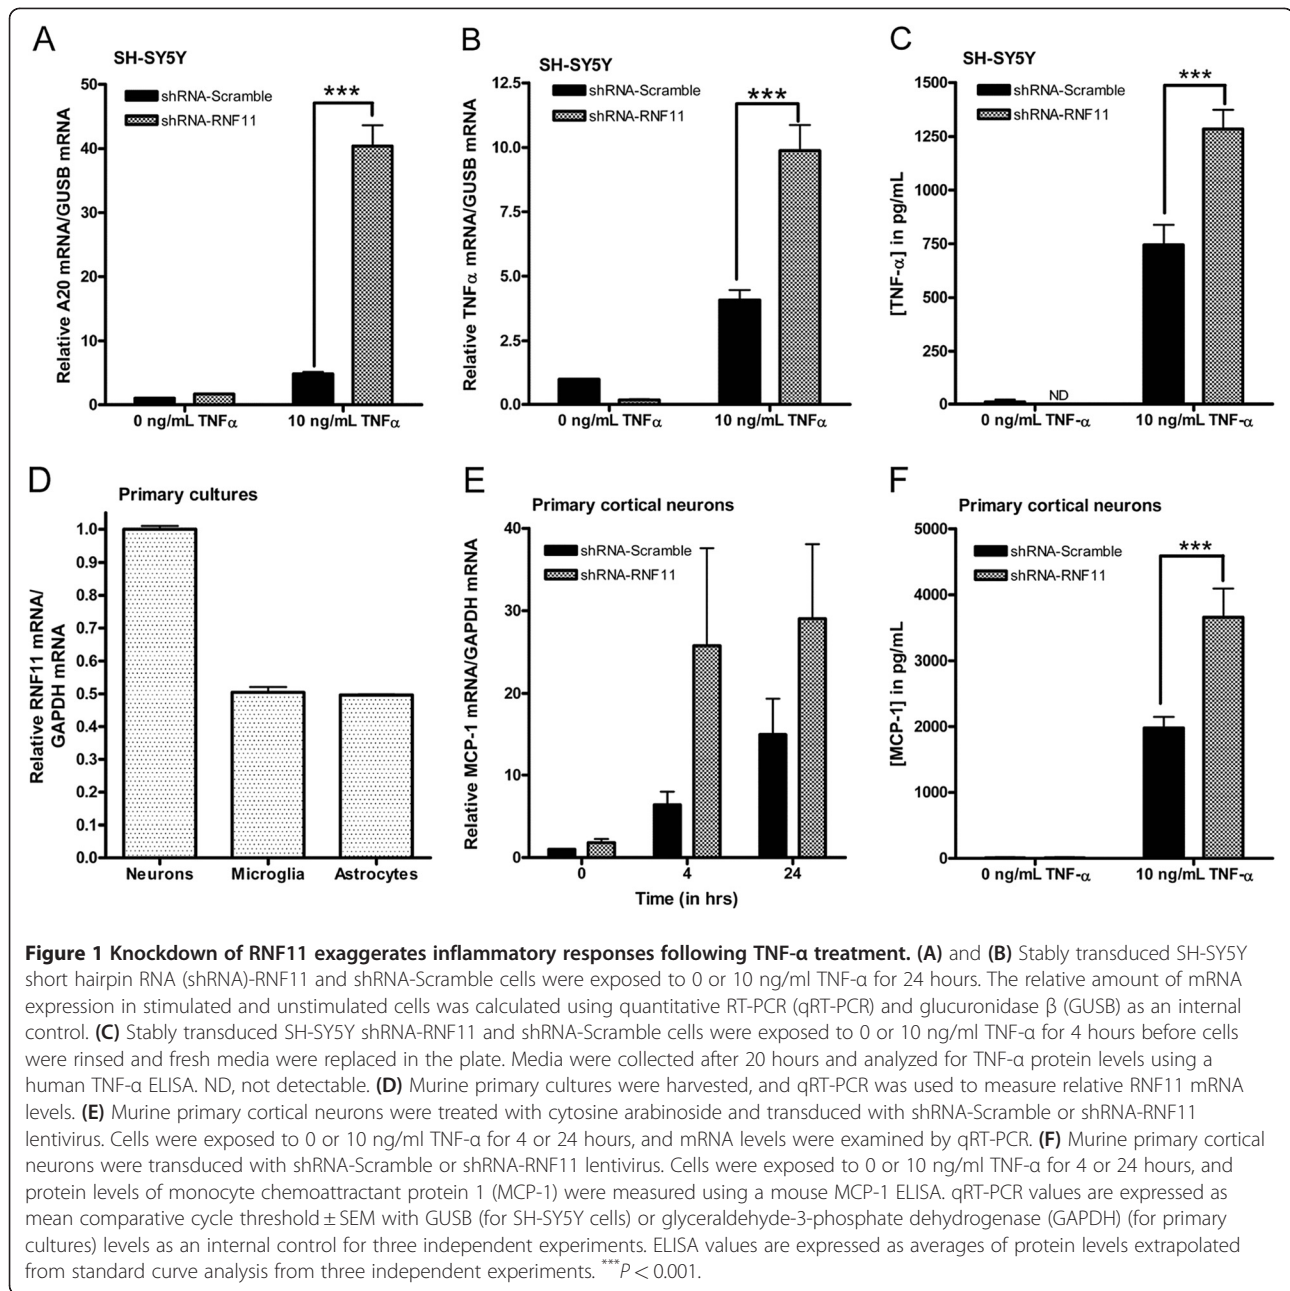 A
SH-SY5Y
shRNA-Scramble
shRNA-RNF11
***
Relative A20 mRNA/GUSB mRNA
50
40
30
20
10
0
0 ng/mL TNFα
10 ng/mL TNFα
B
SH-SY5Y
shRNA-Scramble
shRNA-RNF11
***
Relative TNFα mRNA/GUSB mRNA
12.5
10.0
7.5
5.0
2.5
0.0
0 ng/mL TNFα
10 ng/mL TNFα
C
SH-SY5Y
shRNA-Scramble
shRNA-RNF11
***
[TNF-α] in pg/mL
1500
1250
1000
750
500
250
0
ND
0 ng/mL TNF-α
10 ng/mL TNF-α
D
Primary cultures
Relative RNF11 mRNA/
GAPDH mRNA
1.0
0.9
0.8
0.7
0.6
0.5
0.4
0.3
0.2
0.1
0.0
Neurons
Microglia
Astrocytes
E
Primary cortical neurons
shRNA-Scramble
shRNA-RNF11
Relative MCP-1 mRNA/GAPDH mRNA
40
30
20
10
0
0
4
24
Time (in hrs)
F
Primary cortical neurons
shRNA-Scramble
shRNA-RNF11
***
[MCP-1] in pg/mL
5000
4000
3000
2000
1000
0
0 ng/mL TNF-α
10 ng/mL TNF-α
Figure 1 Knockdown of RNF11 exaggerates inflammatory responses following TNF-α treatment. (A) and (B) Stably transduced SH-SY5Y
short hairpin RNA (shRNA)-RNF11 and shRNA-Scramble cells were exposed to 0 or 10 ng/ml TNF-α for 24 hours. The relative amount of mRNA
expression in stimulated and unstimulated cells was calculated using quantitative RT-PCR (qRT-PCR) and glucuronidase β (GUSB) as an internal
control. (C) Stably transduced SH-SY5Y shRNA-RNF11 and shRNA-Scramble cells were exposed to 0 or 10 ng/ml TNF-α for 4 hours before cells
were rinsed and fresh media were replaced in the plate. Media were collected after 20 hours and analyzed for TNF-α protein levels using a
human TNF-α ELISA. ND, not detectable. (D) Murine primary cultures were harvested, and qRT-PCR was used to measure relative RNF11 mRNA
levels. (E) Murine primary cortical neurons were treated with cytosine arabinoside and transduced with shRNA-Scramble or shRNA-RNF11
lentivirus. Cells were exposed to 0 or 10 ng/ml TNF-α for 4 or 24 hours, and mRNA levels were examined by qRT-PCR. (F) Murine primary cortical
neurons were transduced with shRNA-Scramble or shRNA-RNF11 lentivirus. Cells were exposed to 0 or 10 ng/ml TNF-α for 4 or 24 hours, and
protein levels of monocyte chemoattractant protein 1 (MCP-1) were measured using a mouse MCP-1 ELISA. qRT-PCR values are expressed as
mean comparative cycle threshold ± SEM with GUSB (for SH-SY5Y cells) or glyceraldehyde-3-phosphate dehydrogenase (GAPDH) (for primary
cultures) levels as an internal control for three independent experiments. ELISA values are expressed as averages of protein levels extrapolated
from standard curve analysis from three independent experiments. ***P < 0.001.